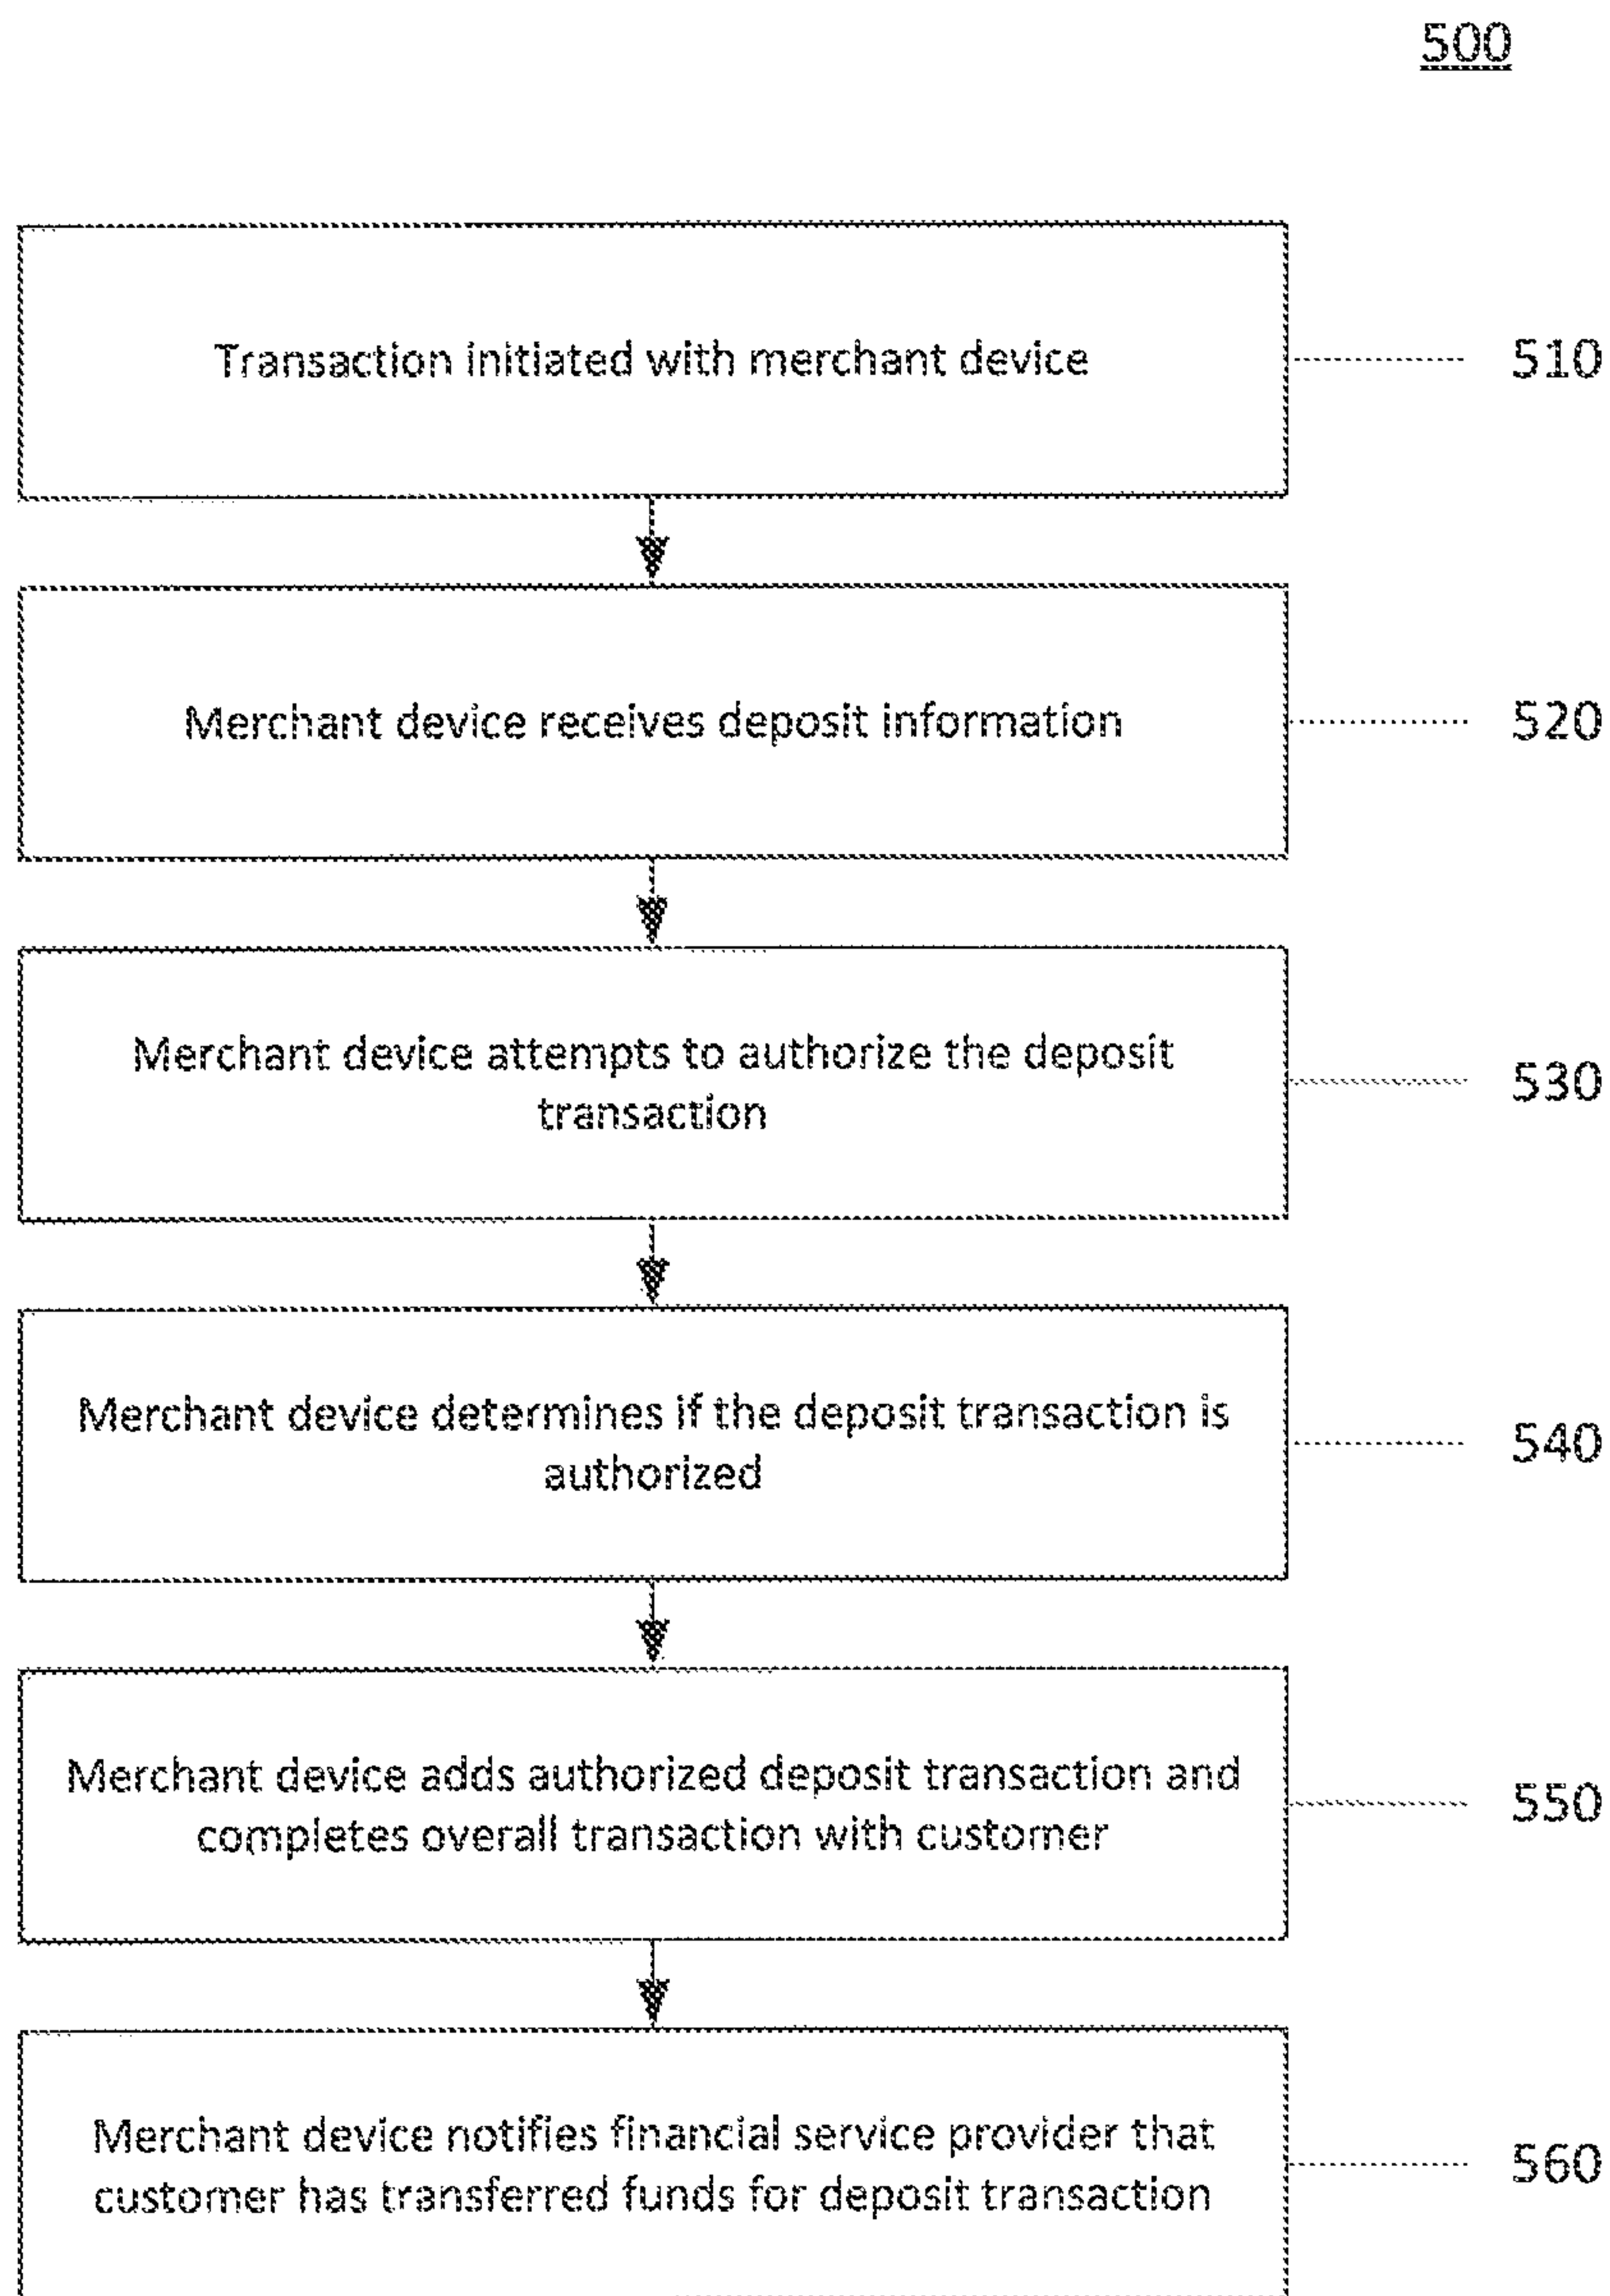 500
Transaction initiated with merchant device
510
Merchant device receives deposit information
520
Merchant device attempts to authorize the deposit
transaction
530
Merchant device determines if the deposit transaction is
authorized
540
Merchant device adds authorized deposit transaction and
completes overall transaction with customer
550
Merchant device notifies financial service provider that
customer has transferred funds for deposit transaction
560